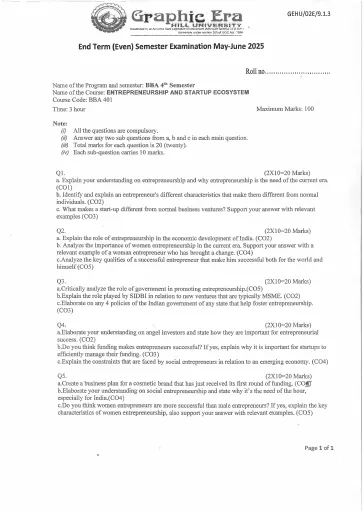 GEHU/02E/9.1.3
Graphic Era
HILL UNIVERSITY
End Term (Even) Semester Examination May-June 2025
Roll no..............................
Name of the Program and semester: BBA 4th Semester
Name of the Course: ENTREPRENEURSHIP AND STARTUP ECOSYSTEM
Course Code: BBA 401
Time: 3 hour Maximum Marks: 100
Note:
(i) All the questions are compulsory.
(ii) Answer any two sub questions from a, b and c in each main question.
(iii) Total marks for each question is 20 (twenty).
(iv) Each sub-question carries 10 marks.
Q1. (2X10=20 Marks)
a. Explain your understanding on entrepreneurship and why entrepreneurship is the need of the current era.
(CO1)
b. Identify and explain an entrepreneur's different characteristics that make them different from normal
individuals. (CO2)
c. What makes a start-up different from normal business ventures? Support your answer with relevant
examples (CO3)
Q2. (2X10=20 Marks)
a. Explain the role of entrepreneurship in the economic development of India. (CO2)
b. Analyze the importance of women entrepreneurship in the current era. Support your answer with a
relevant example of a woman entrepreneur who has brought a change. (CO4)
c.Analyze the key qualities of a successful entrepreneur that make him successful both for the world and
himself (CO5)
Q3. (2X10=20 Marks)
a.Critically analyze the role of government in promoting entrepreneurship.(CO5)
b.Explain the role played by SIDBI in relation to new ventures that are typically MSME. (CO2)
c.Elaborate on any 4 policies of the Indian government of any state that help foster entrepreneurship.
(CO3)
Q4. (2X10=20 Marks)
a.Elaborate your understanding on angel investors and state how they are important for entrepreneurial
success. (CO2)
b.Do you think funding makes entrepreneurs successful? If yes, explain why it is important for startups to
efficiently manage their funding. (CO3)
c.Explain the constraints that are faced by social entrepreneurs in relation to an emerging economy. (CO4)
Q5. (2X10=20 Marks)
a.Create a business plan for a cosmetic brand that has just received its first round of funding,
b.Elaborate your understanding on social entrepreneurship and state why it's the need of the hour,
especially for India.(CO4)
c.Do you think women entrepreneurs are more successful than male entrepreneurs? If yes, explain the key
characteristics of women entrepreneurship, also support your answer with relevant examples. (CO5)
Page 1 of 1